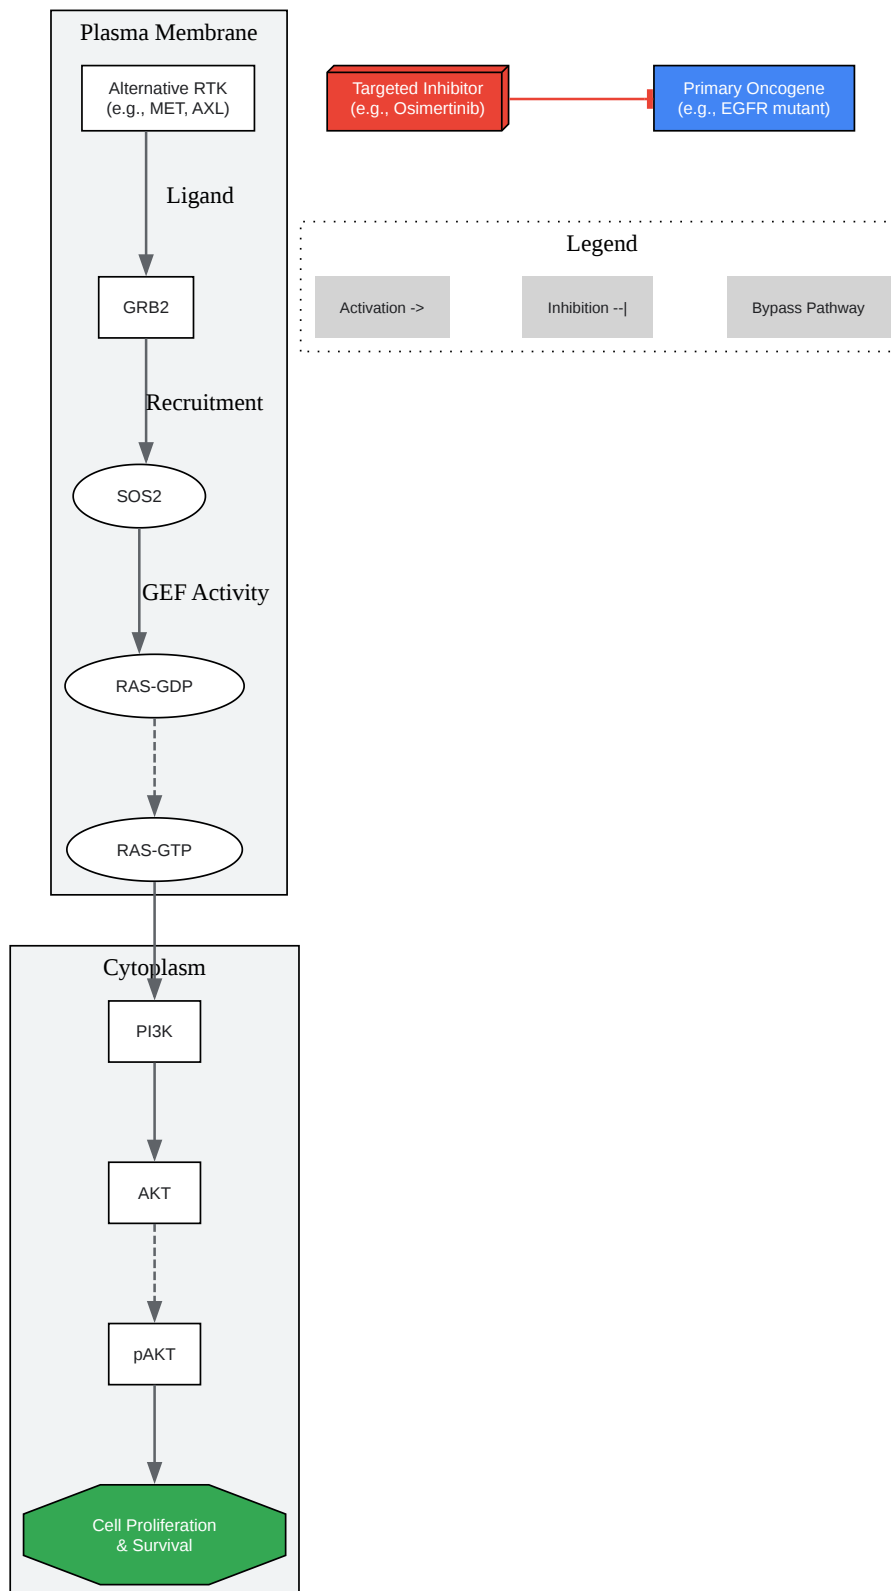 Plasma Membrane
Alternative RTK
(e.g., MET, AXL)
Targeted Inhibitor
(e.g., Osimertinib)
Primary Oncogene
(e.g., EGFR mutant)
Ligand
Legend
Activation ->
Inhibition --|
Bypass Pathway
GRB2
Recruitment
SOS2
GEF Activity
RAS-GDP
RAS-GTP
Cytoplasm
PI3K
AKT
pAKT
Cell Proliferation
& Survival